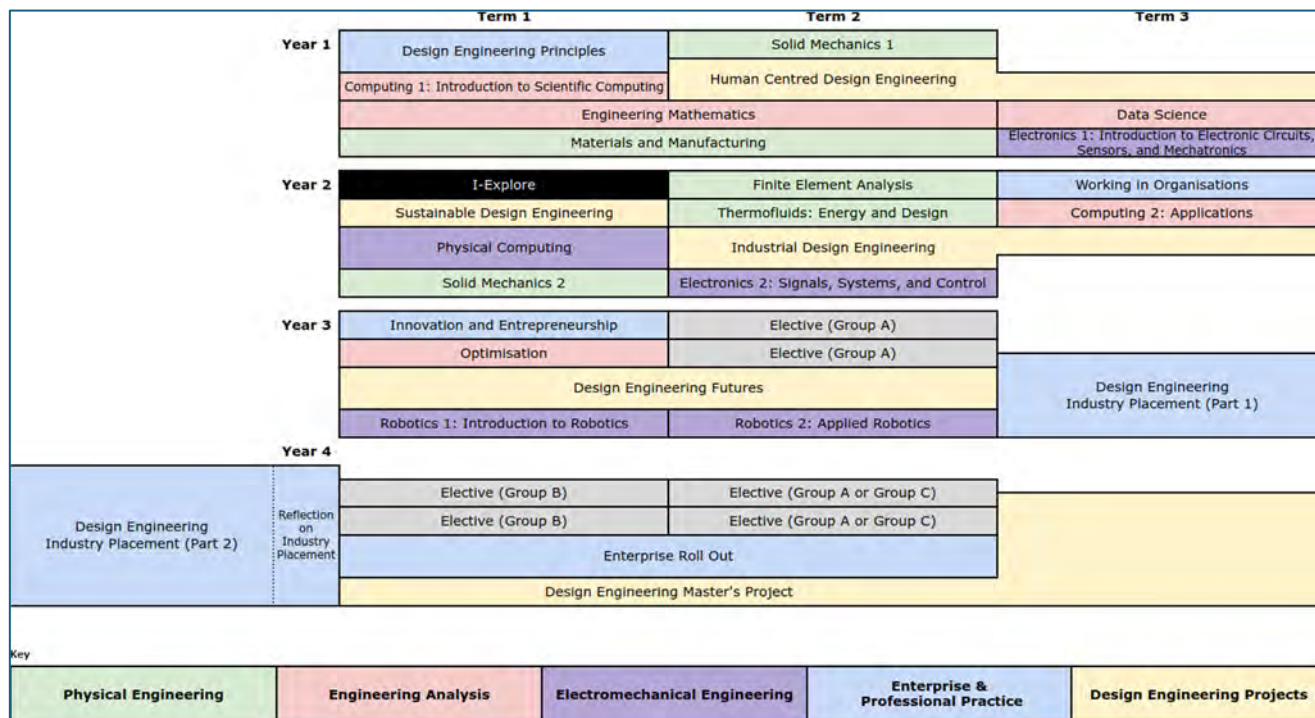 Term 1
Term 2
Term 3
Year 1
Design Engineering Principles
Solid Mechanics 1
Computing 1: Introduction to Scientific Computing
Human Centred Design Engineering
Engineering Mathematics
Data Science
Materials and Manufacturing
Electronics 1: Introduction to Electronic Circuits,
Sensors, and Mechatronics
Year 2
I-Explore
Finite Element Analysis
Working in Organisations
Sustainable Design Engineering
Thermofluids: Energy and Design
Computing 2: Applications
Physical Computing
Industrial Design Engineering
Solid Mechanics 2
Electronics 2: Signals, Systems, and Control
Year 3
Innovation and Entrepreneurship
Elective (Group A)
Optimisation
Elective (Group A)
Design Engineering Futures
Design Engineering
Industry Placement (Part 1)
Robotics 1: Introduction to Robotics
Robotics 2: Applied Robotics
Year 4
Design Engineering
Industry Placement (Part 2)
Reflection
on
Industry
Placement
Elective (Group B)
Elective (Group A or Group C)
Elective (Group B)
Elective (Group A or Group C)
Enterprise Roll Out
Design Engineering Master's Project
Key
Physical Engineering
Engineering Analysis
Electromechanical Engineering
Enterprise &
Professional Practice
Design Engineering Projects